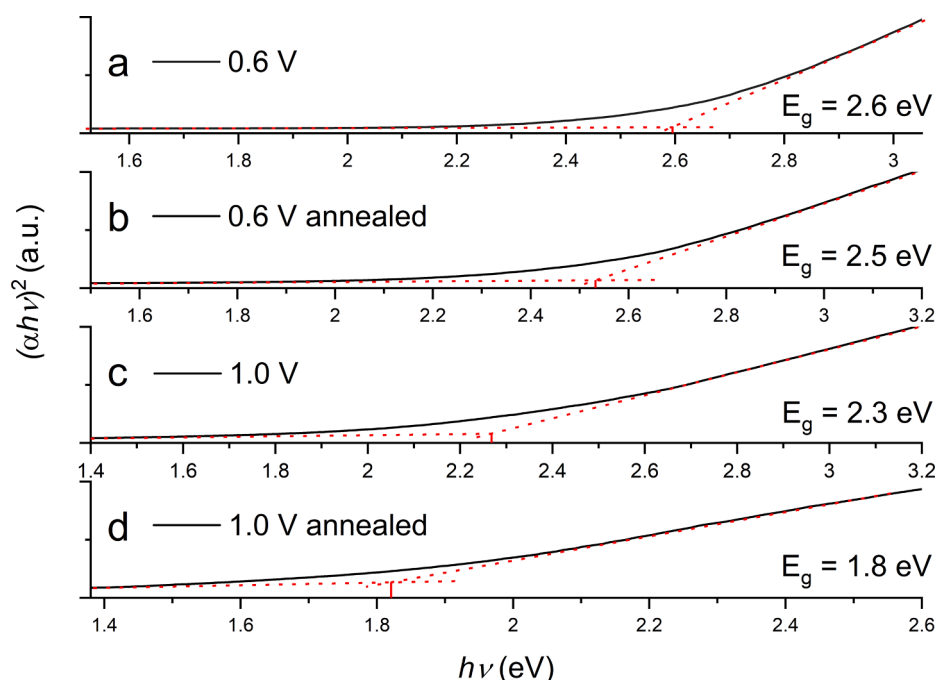 a 0.6 V
E_g = 2.6 eV
1.6 1.8 2 2.2 2.4 2.6 2.8 3
b 0.6 V annealed
E_g = 2.5 eV
1.6 1.8 2 2.2 2.4 2.6 2.8 3 3.2
(αhν)² (a.u.)
c 1.0 V
E_g = 2.3 eV
1.4 1.6 1.8 2 2.2 2.4 2.6 2.8 3 3.2
d 1.0 V annealed
E_g = 1.8 eV
1.4 1.6 1.8 2 2.2 2.4 2.6
hν (eV)